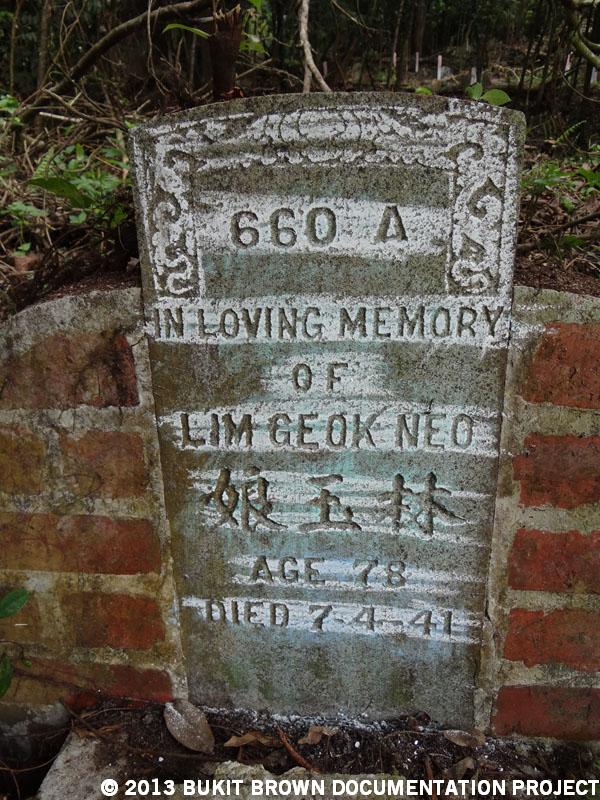 660 A
IN LOVING MEMORY
OF
LIM GEOK NEO
娘玉林
AGE 78
DIED 7-4-41
© 2013 BUKIT BROWN DOCUMENTATION PROJECT